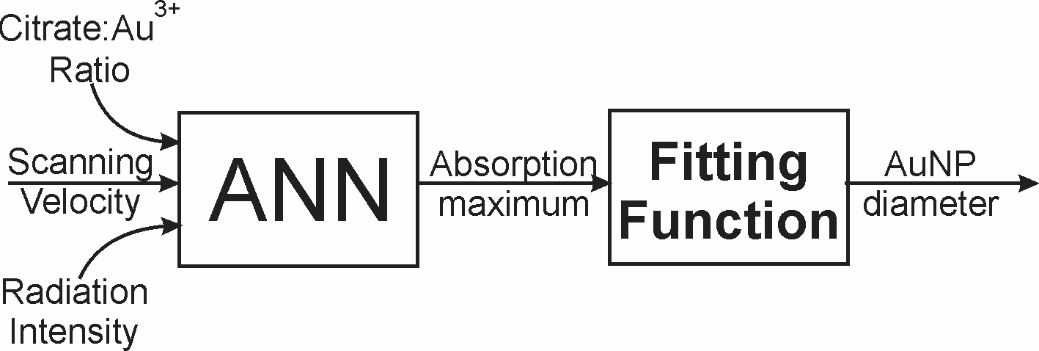 Citrate:Au3+
Ratio
Scanning
Velocity
Radiation
Intensity
ANN
Absorption
maximum
Fitting
Function
AuNP
diameter